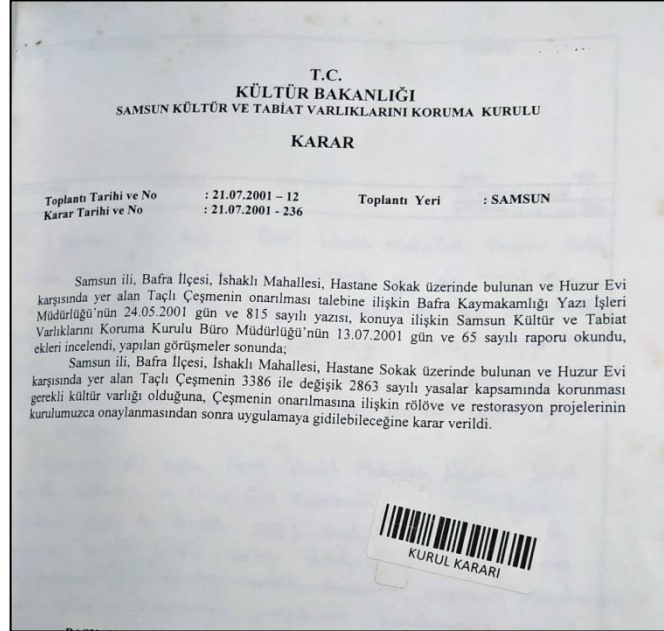 T.C.
KÜLTÜR BAKANLIĞI
SAMSUN KÜLTÜR VE TABİAT VARLIKLARINI KORUMA KURULU
KARAR
Toplantı Tarihi ve No : 21.07.2001 – 12 Toplantı Yeri : SAMSUN
Karar Tarihi ve No : 21.07.2001 - 236
Samsun ili, Bafra İlçesi, İshaklı Mahallesi, Hastane Sokak üzerinde bulunan ve Huzur Evi
karşısında yer alan Taçlı Çeşmenin onarılması talebine ilişkin Bafra Kaymakamlığı Yazı İşleri
Müdürlüğü'nün 24.05.2001 gün ve 815 sayılı yazısı, konuya ilişkin Samsun Kültür ve Tabiat
Varlıklarını Koruma Kurulu Büro Müdürlüğü'nün 13.07.2001 gün ve 65 sayılı raporu okundu,
ekleri incelendi, yapılan görüşmeler sonunda;
Samsun ili, Bafra İlçesi, İshaklı Mahallesi, Hastane Sokak üzerinde bulunan ve Huzur Evi
karşısında yer alan Taçlı Çeşmenin 3386 ile değişik 2863 sayılı yasalar kapsamında korunması
gerekli kültür varlığı olduğuna, Çeşmenin onarılmasına ilişkin rölöve ve restorasyon projelerinin
kurulumuzca onaylanmasından sonra uygulamaya gidilebileceğine karar verildi.
KURUL KARARI